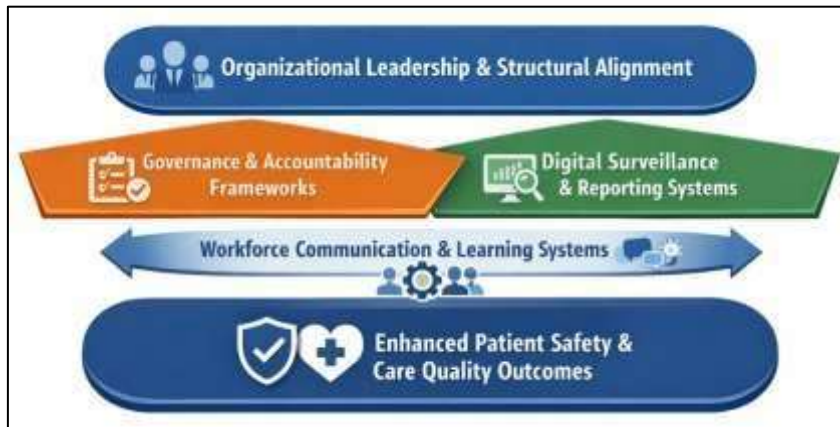 Organizational Leadership & Structural Alignment
Governance & Accountability
Frameworks
Digital Surveillance
& Reporting Systems
Workforce Communication & Learning Systems
Enhanced Patient Safety &
Care Quality Outcomes